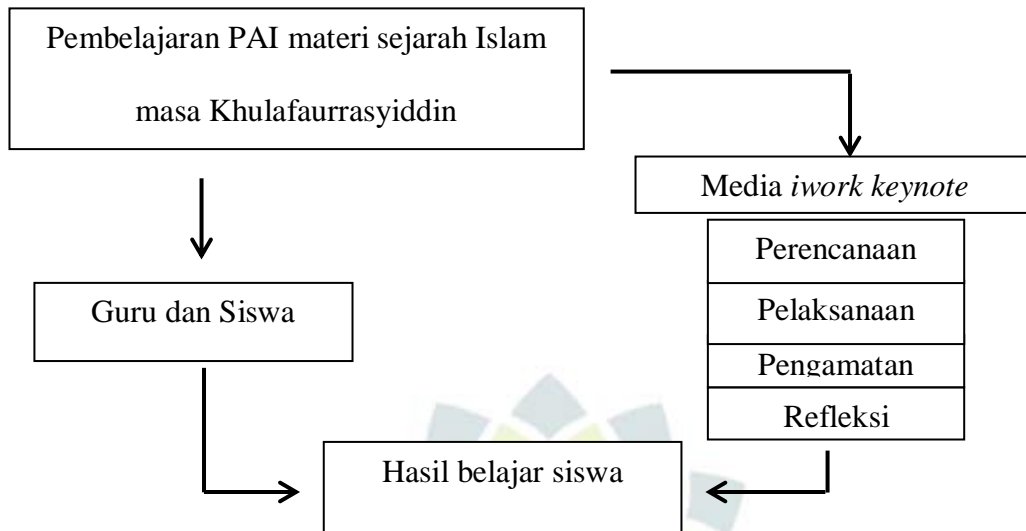 Pembelajaran PAI materi sejarah Islam
masa Khulafaurrasyiddin
Media iwork keynote
Perencanaan
Guru dan Siswa
Pelaksanaan
Pengamatan
Refleksi
Hasil belajar siswa